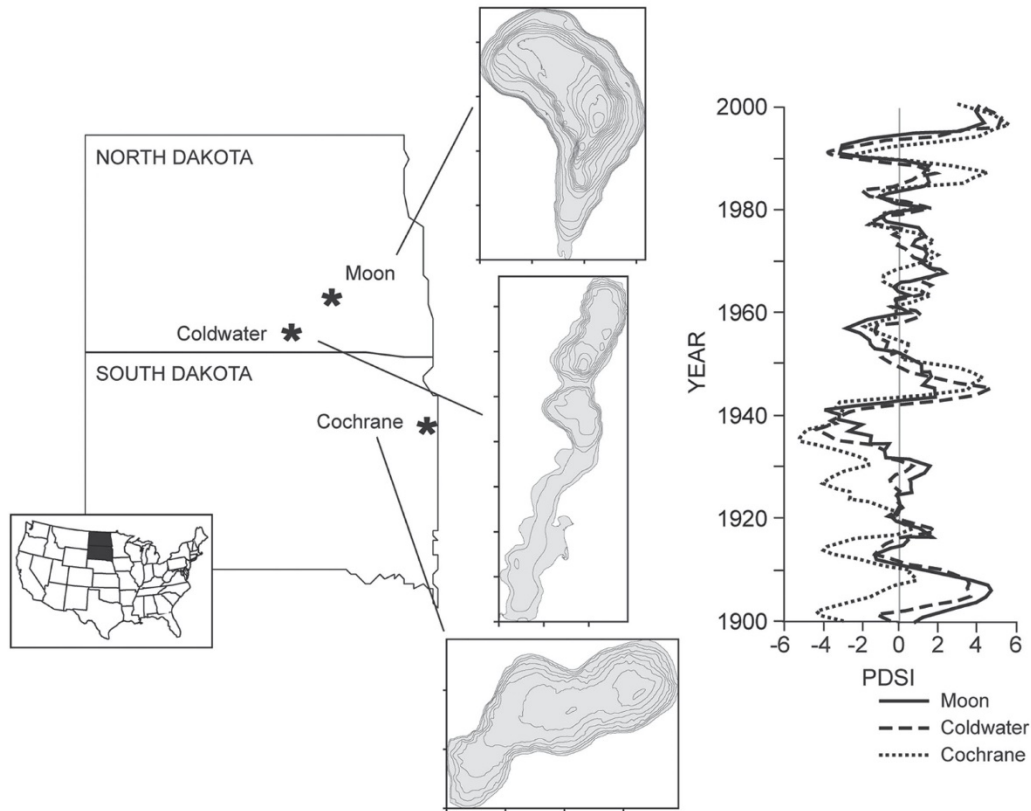 NORTH DAKOTA
Moon
Coldwater
SOUTH DAKOTA
Cochrane
YEAR
2000
1980
1960
1940
1920
1900
-6 -4 -2 0 2 4 6
PDSI
Moon
Coldwater
Cochrane